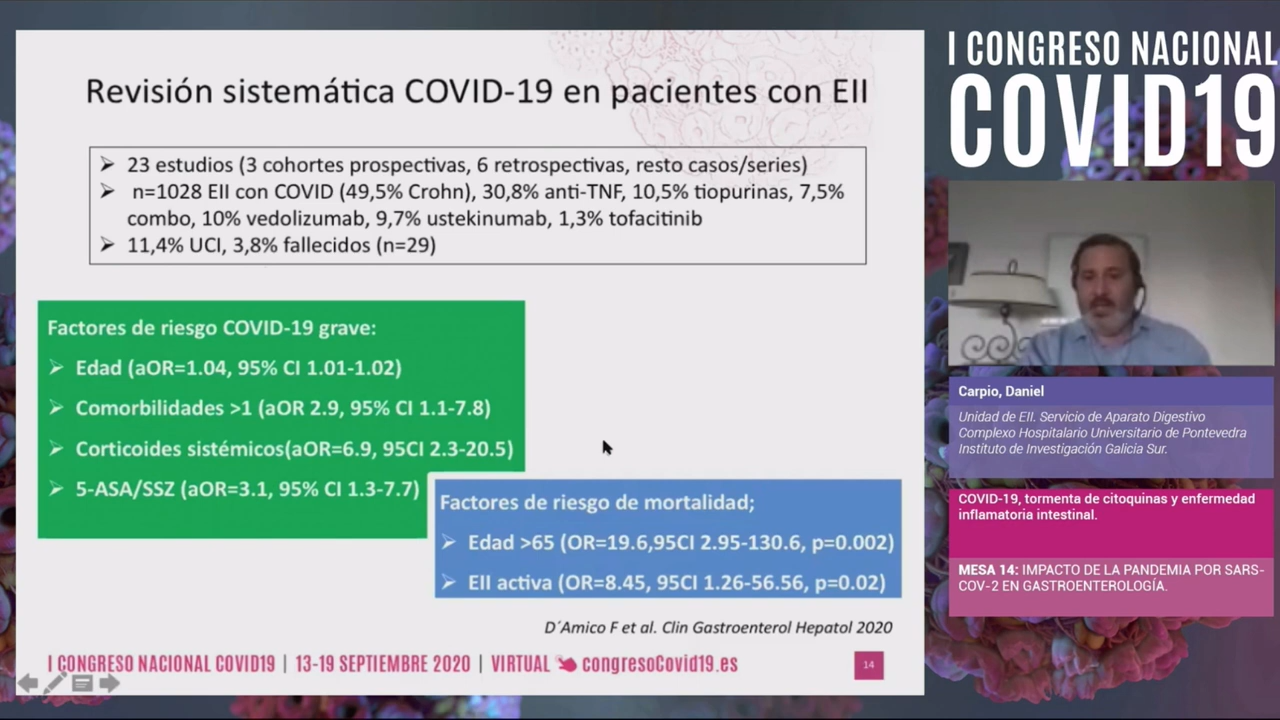 Revisión sistemática COVID-19 en pacientes con EII
➢ 23 estudios (3 cohortes prospectivas, 6 retrospectivas, resto casos/series)
➢ n=1028 EII con COVID (49,5% Crohn), 30,8% anti-TNF, 10,5% tiopurinas, 7,5%
combo, 10% vedolizumab, 9,7% ustekinumab, 1,3% tofacitinib
➢ 11,4% UCI, 3,8% fallecidos (n=29)
Factores de riesgo COVID-19 grave:
➢ Edad (aOR=1.04, 95% CI 1.01-1.02)
➢ Comorbilidades >1 (aOR 2.9, 95% CI 1.1-7.8)
➢ Corticoides sistémicos(aOR=6.9, 95CI 2.3-20.5)
➢ 5-ASA/SSZ (aOR=3.1, 95% CI 1.3-7.7)
Factores de riesgo de mortalidad;
➢ Edad >65 (OR=19.6,95CI 2.95-130.6, p=0.002)
➢ EII activa (OR=8.45, 95CI 1.26-56.56, p=0.02)
D´Amico F et al. Clin Gastroenterol Hepatol 2020
I CONGRESO NACIONAL COVID19 | 13-19 SEPTIEMBRE 2020 | VIRTUAL congresoCovid19.es
14
I CONGRESO NACIONAL
COVID19
Carpio, Daniel
Unidad de EII. Servicio de Aparato Digestivo
Complexo Hospitalario Universitario de Pontevedra
Instituto de Investigación Galicia Sur.
COVID-19, tormenta de citoquinas y enfermedad
inflamatoria intestinal.
MESA 14: IMPACTO DE LA PANDEMIA POR SARS-
COV-2 EN GASTROENTEROLOGÍA.